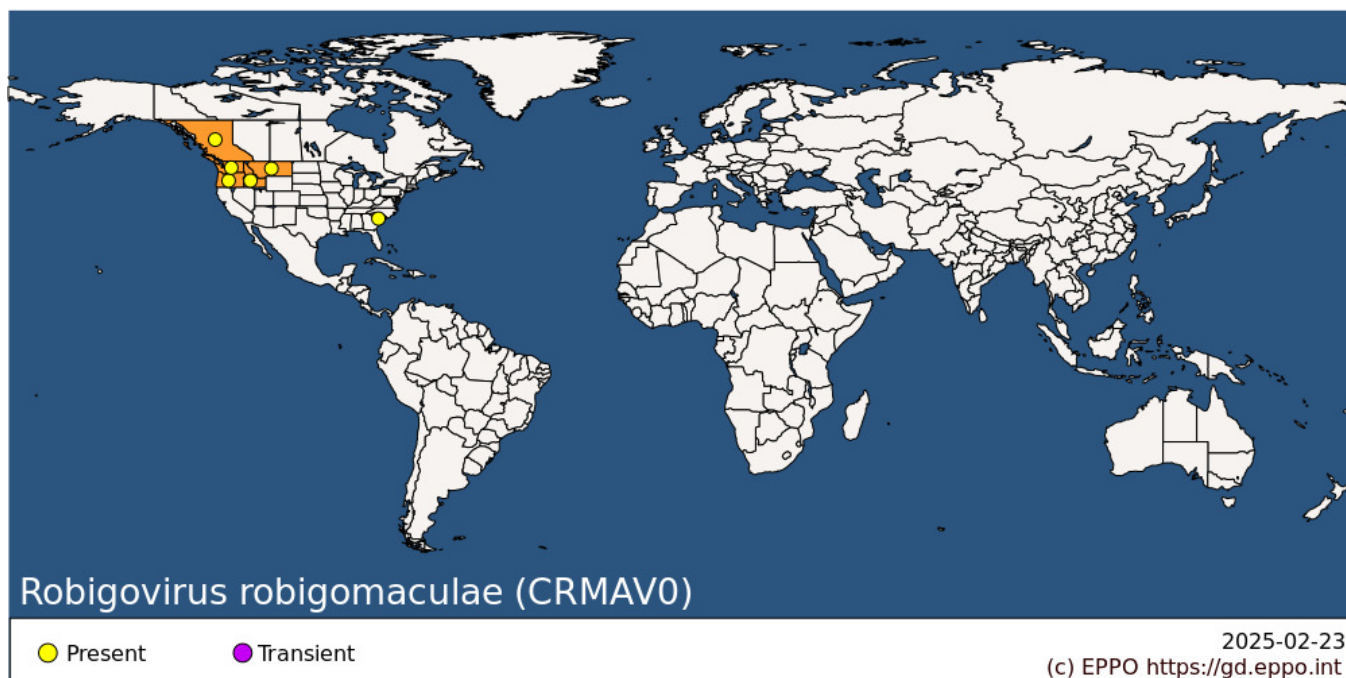 Robigovirus robigomaculae (CRMAV0)
Present
Transient
2025-02-23
(c) EPPO https://gd.eppo.int